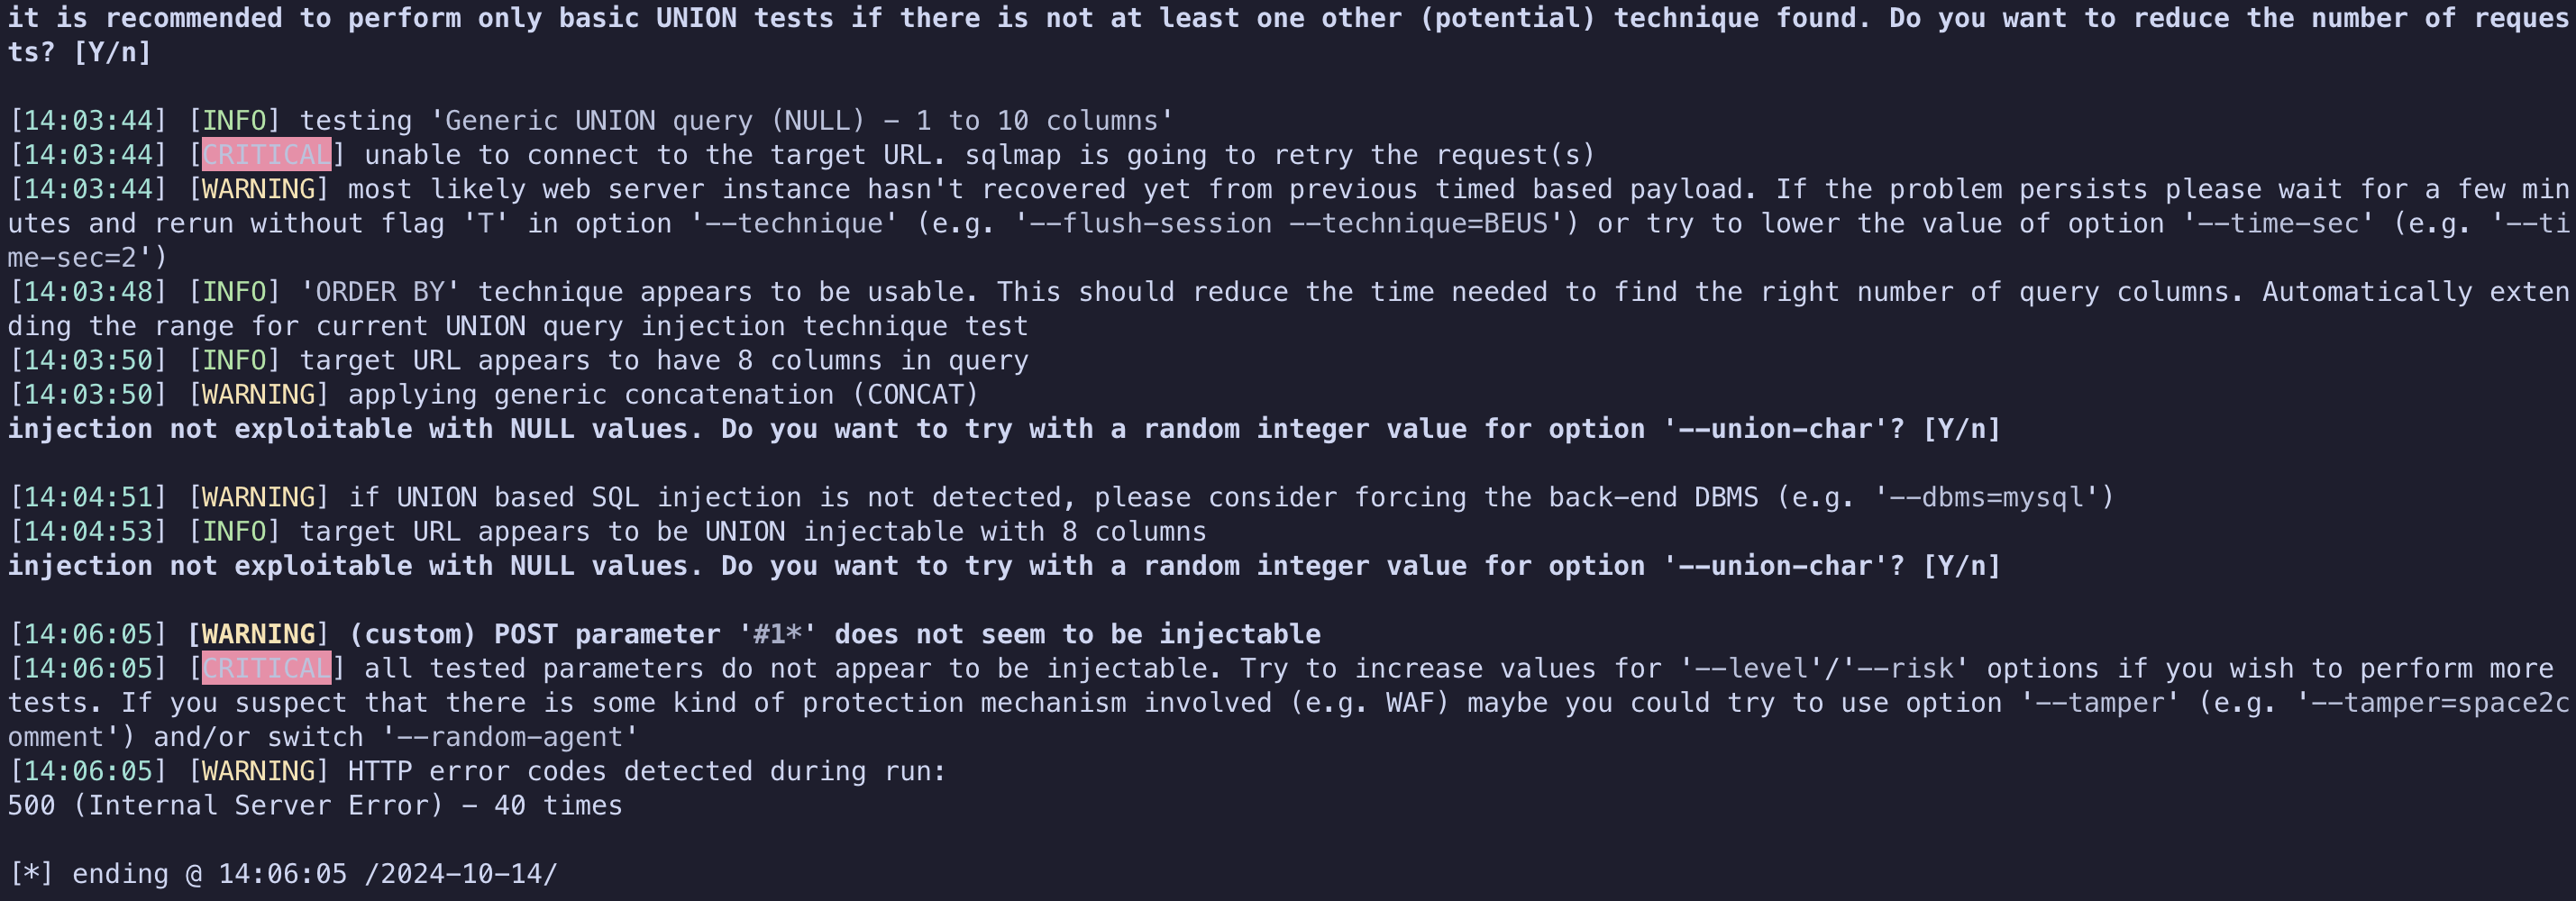 it is recommended to perform only basic UNION tests if there is not at least one other (potential) technique found. Do you want to reduce the number of reques
ts? [Y/n]
[14:03:44] [INFO] testing 'Generic UNION query (NULL) - 1 to 10 columns'
[14:03:44] [CRITICAL] unable to connect to the target URL. sqlmap is going to retry the request(s)
[14:03:44] [WARNING] most likely web server instance hasn't recovered yet from previous timed based payload. If the problem persists please wait for a few min
utes and rerun without flag 'T' in option '--technique' (e.g. '--flush-session --technique=BEUS') or try to lower the value of option '--time-sec' (e.g. '--ti
me-sec=2')
[14:03:48] [INFO] 'ORDER BY' technique appears to be usable. This should reduce the time needed to find the right number of query columns. Automatically exten
ding the range for current UNION query injection technique test
[14:03:50] [INFO] target URL appears to have 8 columns in query
[14:03:50] [WARNING] applying generic concatenation (CONCAT)
injection not exploitable with NULL values. Do you want to try with a random integer value for option '--union-char'? [Y/n]
[14:04:51] [WARNING] if UNION based SQL injection is not detected, please consider forcing the back-end DBMS (e.g. '--dbms=mysql')
[14:04:53] [INFO] target URL appears to be UNION injectable with 8 columns
injection not exploitable with NULL values. Do you want to try with a random integer value for option '--union-char'? [Y/n]
[14:06:05] [WARNING] (custom) POST parameter '#1*' does not seem to be injectable
[14:06:05] [CRITICAL] all tested parameters do not appear to be injectable. Try to increase values for '--level'/'--risk' options if you wish to perform more
tests. If you suspect that there is some kind of protection mechanism involved (e.g. WAF) maybe you could try to use option '--tamper' (e.g. '--tamper=space2c
omment') and/or switch '--random-agent'
[14:06:05] [WARNING] HTTP error codes detected during run:
500 (Internal Server Error) - 40 times
[*] ending @ 14:06:05 /2024-10-14/